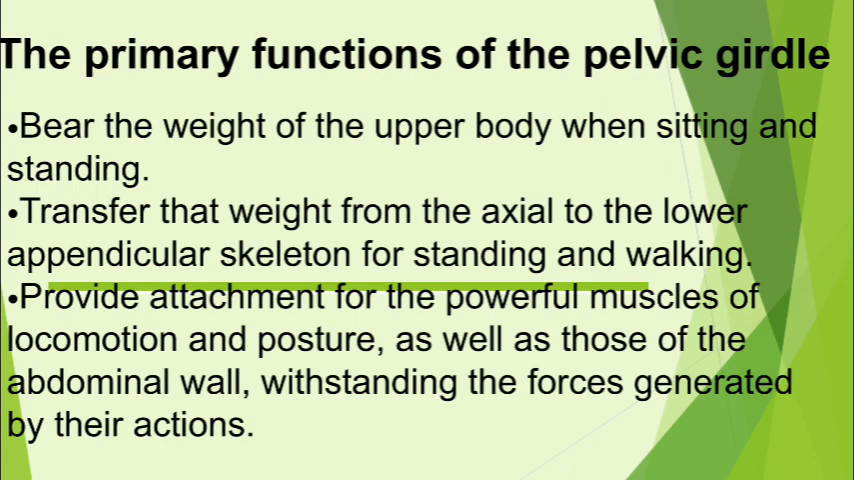 The primary functions of the pelvic girdle
•Bear the weight of the upper body when sitting and
standing.
•Transfer that weight from the axial to the lower
appendicular skeleton for standing and walking.
•Provide attachment for the powerful muscles of
locomotion and posture, as well as those of the
abdominal wall, withstanding the forces generated
by their actions.